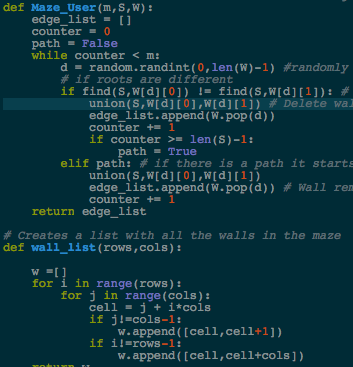 def Maze_User(m,S,W):
    edge_list = []
    counter = 0
    path = False
    while counter < m:
        d = random.randint(0,len(W)-1) #randomly
        # if roots are different
        if find(S,W[d][0]) != find(S,W[d][1]): #
            union(S,W[d][0],W[d][1]) # Delete wal
            edge_list.append(W.pop(d))
            counter += 1
            if counter >= len(S)-1:
                path = True
        elif path: # if there is a path it starts
            union(S,W[d][0],W[d][1])
            edge_list.append(W.pop(d)) # Wall rem
            counter += 1
    return edge_list

# Creates a list with all the walls in the maze
def wall_list(rows,cols):

    w =[]
    for i in range(rows):
        for j in range(cols):
            cell = j + i*cols
            if j!=cols-1:
                w.append([cell,cell+1])
            if i!=rows-1:
                w.append([cell,cell+cols])
    return w